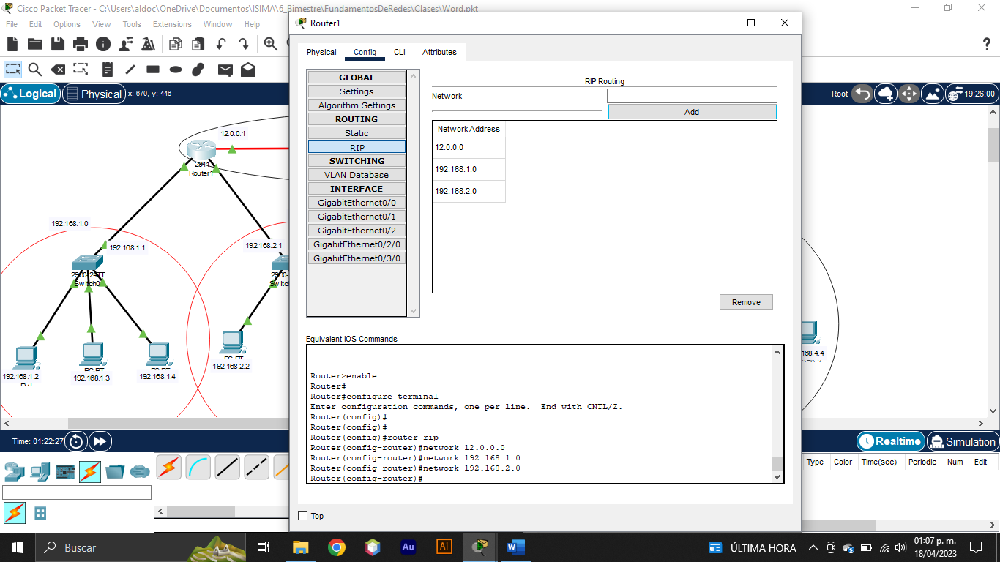 Cisco Packet Tracer - C:\Users\aldoc\OneDrive\Documentos\ISIMA\6_Bimestre\FundamentosDeRedes\Clases\Word.pkt
File Edit Options View Tools Extensions Window Help
Logical Physical x: 670, y: 446
Root 19:26:00
12.0.0.1
2911
Router1
192.168.1.0
192.168.1.1
192.168.2.1
2960-24TT
Switch0
192.168.2.2
192.168.1.2
192.168.1.3
192.168.1.4
Router1
Physical Config CLI Attributes
GLOBAL
Settings
Algorithm Settings
ROUTING
Static
RIP
SWITCHING
VLAN Database
INTERFACE
GigabitEthernet0/0
GigabitEthernet0/1
GigabitEthernet0/2
GigabitEthernet0/2/0
GigabitEthernet0/3/0
RIP Routing
Network
Add
Network Address
12.0.0.0
192.168.1.0
192.168.2.0
Remove
Equivalent IOS Commands
Router>enable
Router#
Router#configure terminal
Enter configuration commands, one per line. End with CNTL/Z.
Router(config)#
Router(config)#
Router(config)#router rip
Router(config-router)#network 12.0.0.0
Router(config-router)#network 192.168.1.0
Router(config-router)#network 192.168.2.0
Router(config-router)#
Top
168.4.4
Time: 01:22:27
Realtime Simulation
Type Color Time(sec) Periodic Num Edit
Buscar
Au
Ai
ÚLTIMA HORA
01:07 p. m.
18/04/2023